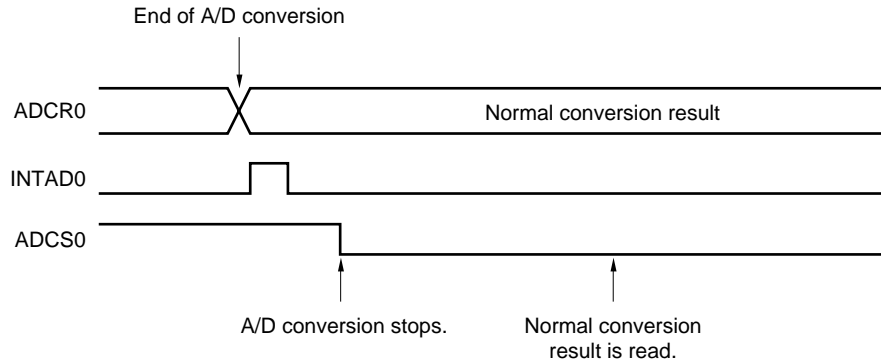 End of A/D conversion
ADCR0
Normal conversion result
INTAD0
ADCS0
A/D conversion stops.
Normal conversion
result is read.